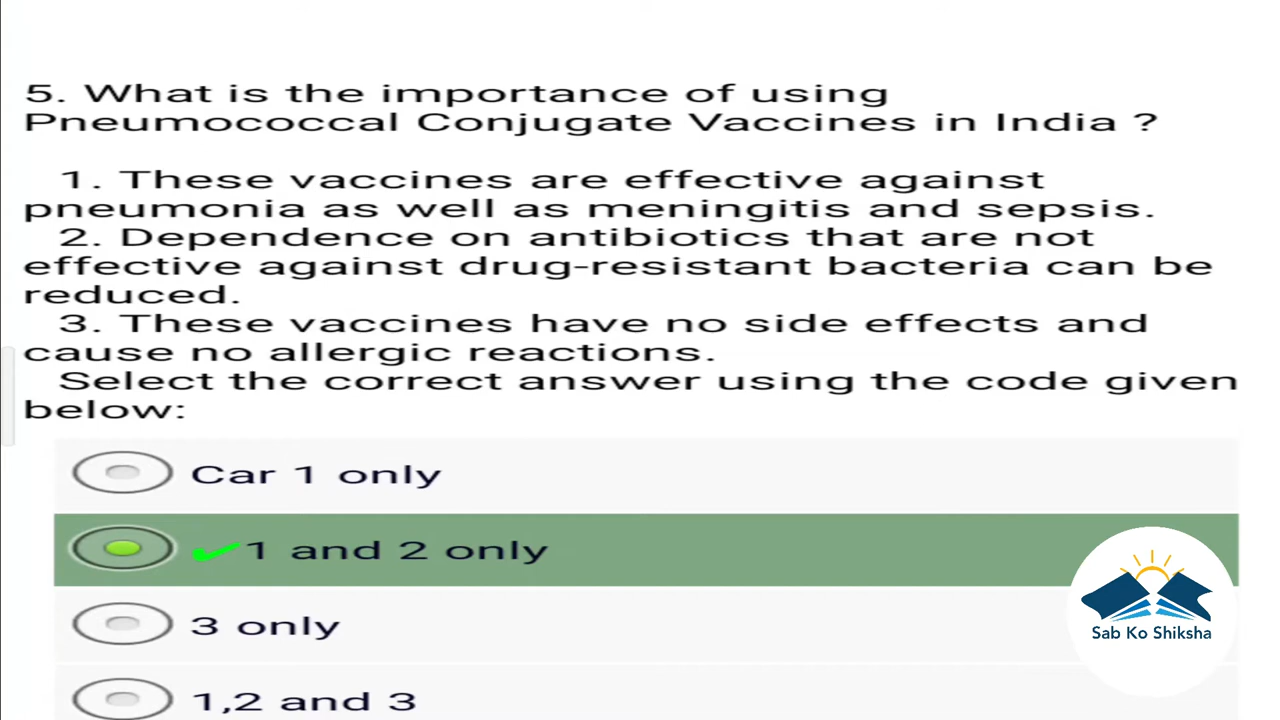 5. What is the importance of using
Pneumococcal Conjugate Vaccines in India ?
1. These vaccines are effective against
pneumonia as well as meningitis and sepsis.
2. Dependence on antibiotics that are not
effective against drug-resistant bacteria can be
reduced.
3. These vaccines have no side effects and
cause no allergic reactions.
Select the correct answer using the code given
below:
Car 1 only
1 and 2 only
3 only
1,2 and 3
Sab Ko Shiksha